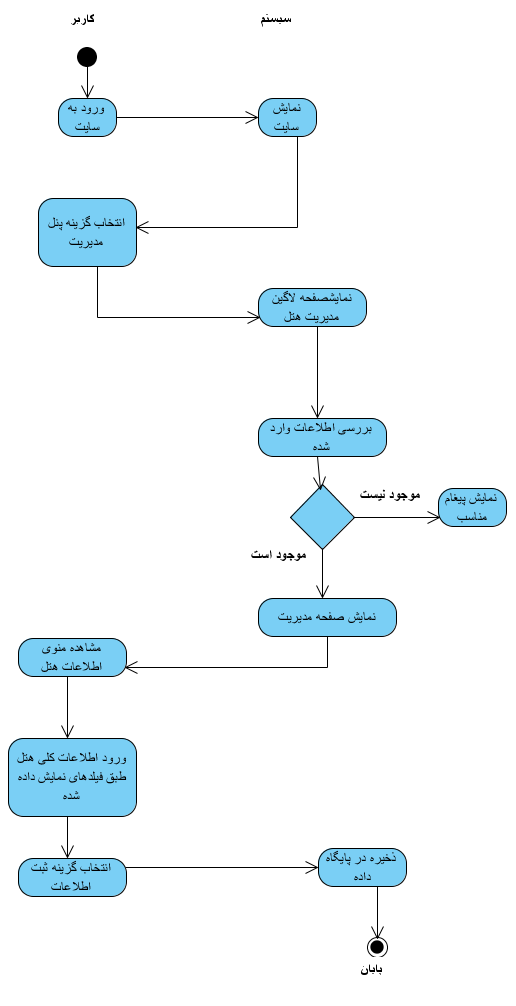 کاربر
سیستم
ورود به
سایت
نمایش
سایت
انتخاب گزینه پنل
مدیریت
نمایشصفحه لاگین
مدیریت هتل
بررسی اطلاعات وارد
شده
موجود نیست
نمایش پیغام
مناسب
موجود است
نمایش صفحه مدیریت
مشاهده منوی
اطلاعات هتل
ورود اطلاعات کلی هتل
طبق فیلدهای نمایش داده
شده
انتخاب گزینه ثبت
اطلاعات
ذخیره در پایگاه
داده
پایان